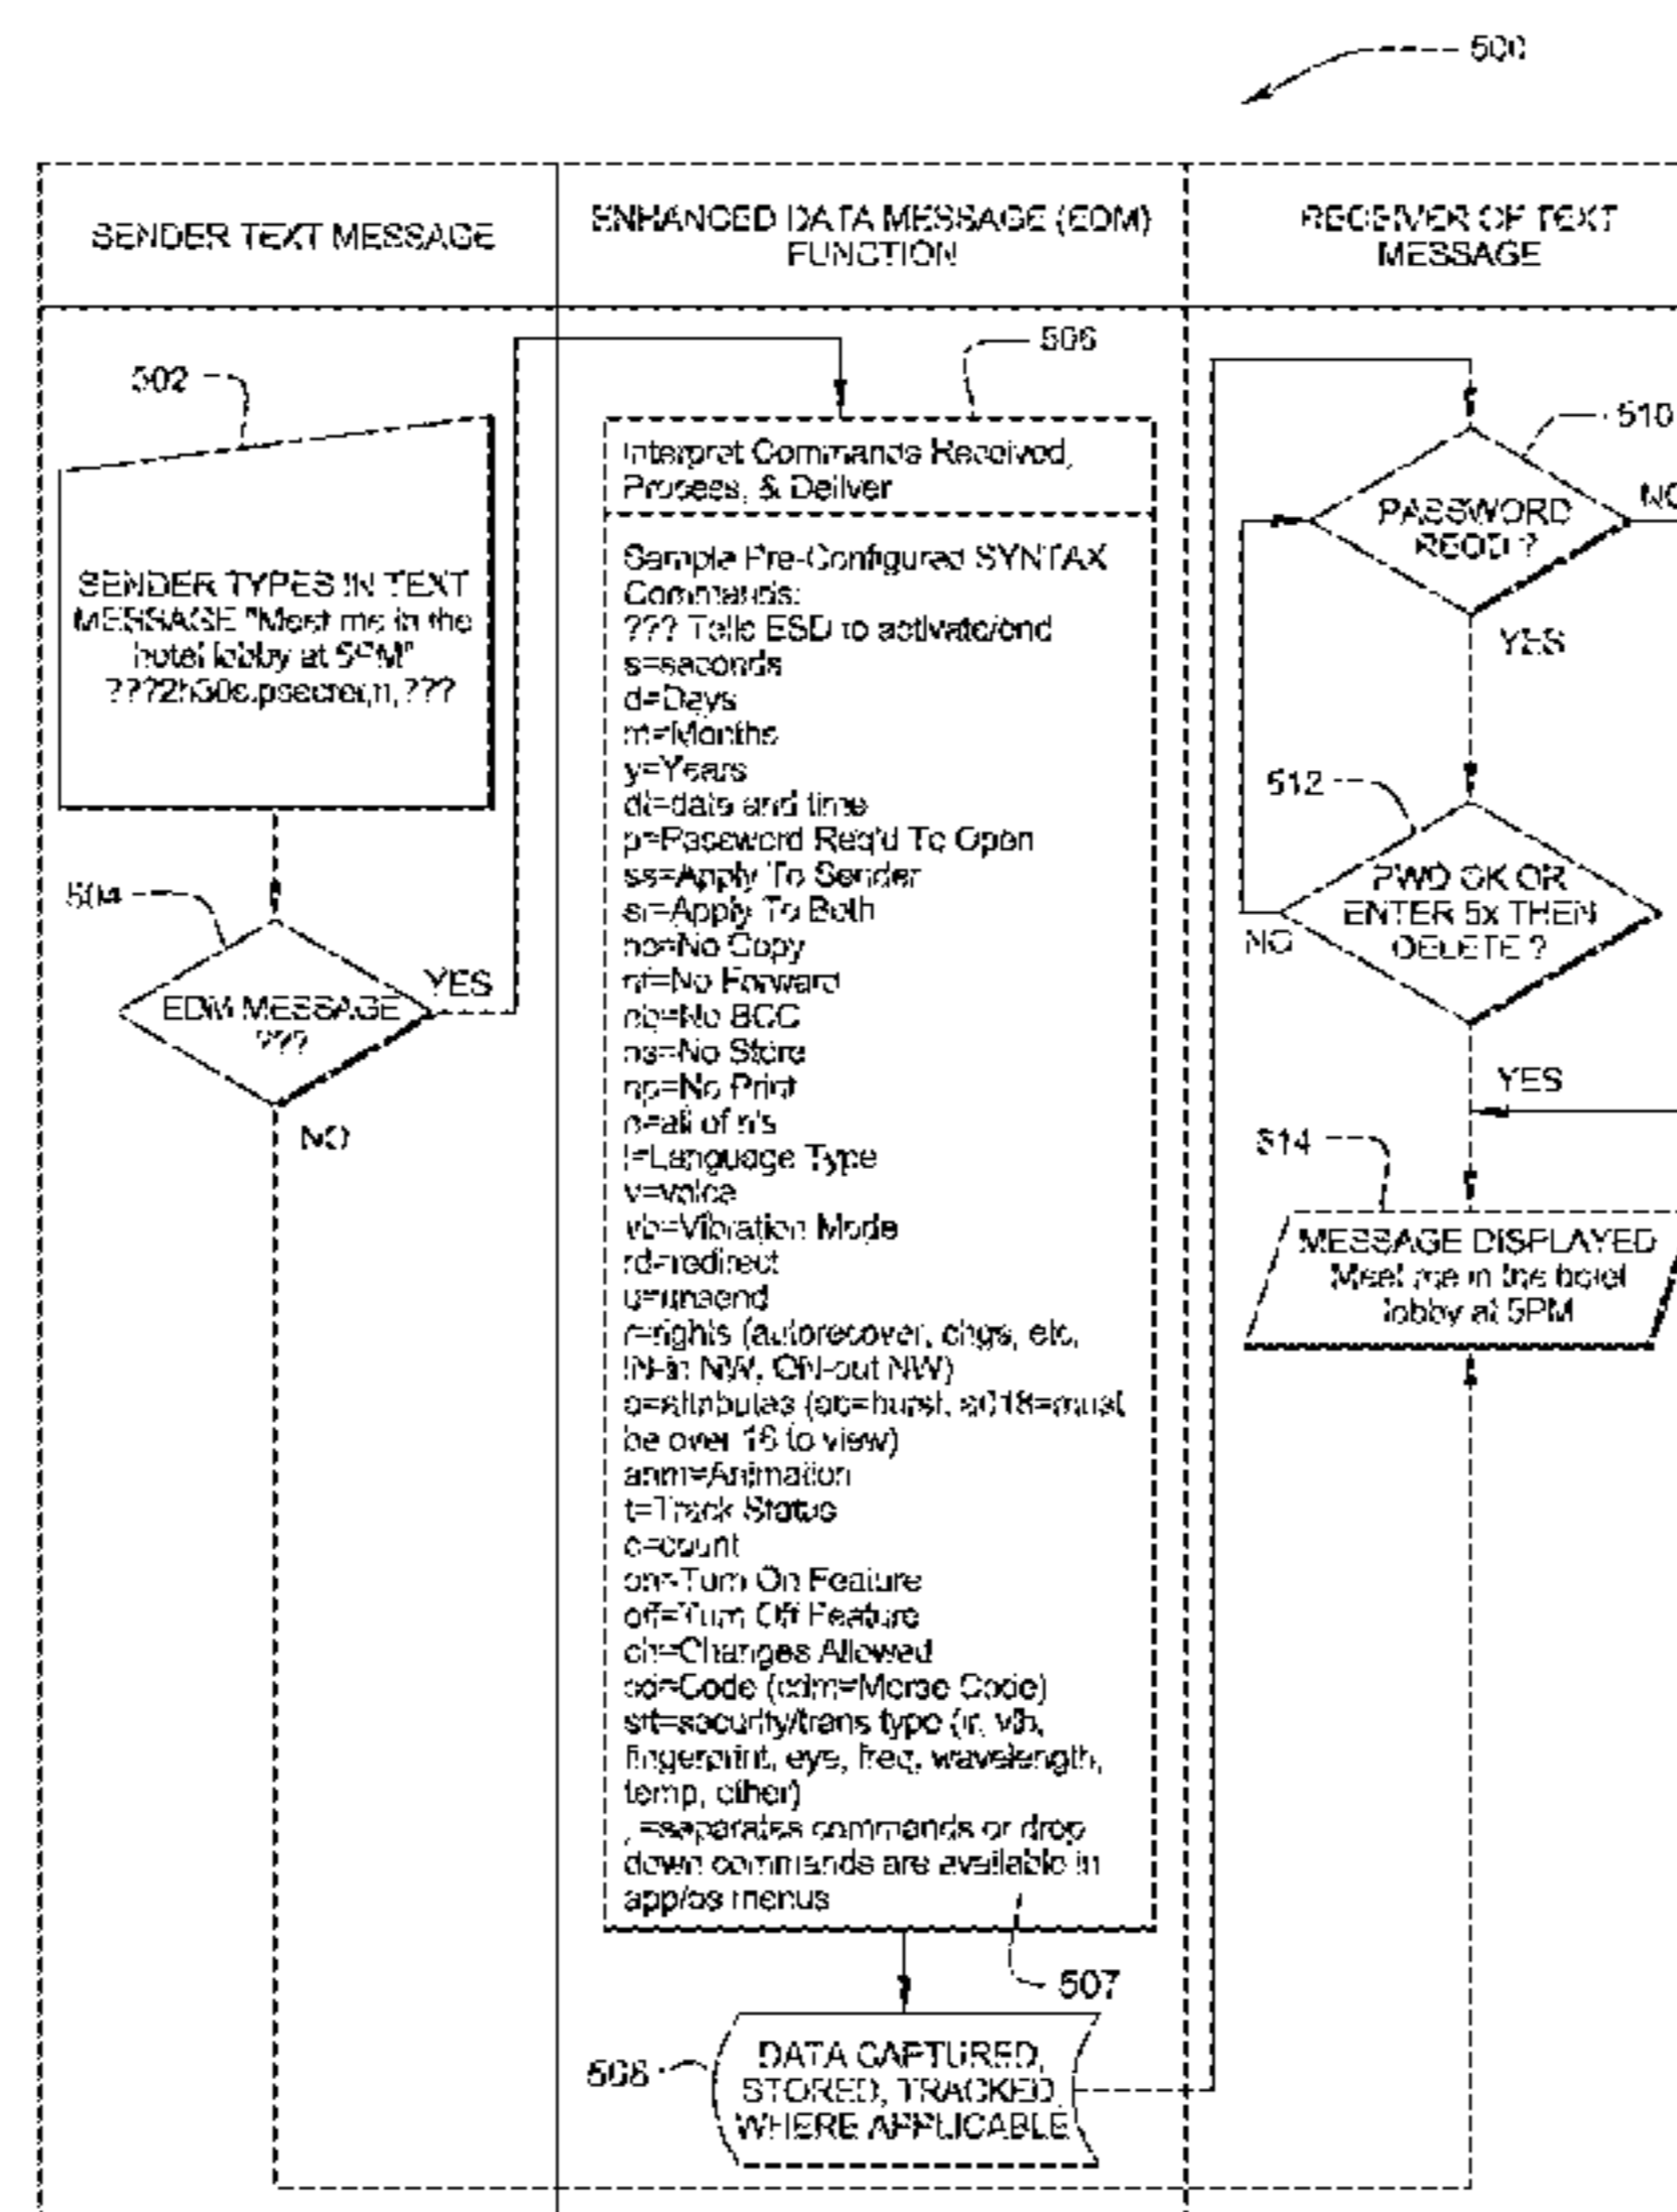 500
SENDER TEXT MESSAGE
ENHANCED DATA MESSAGE (EDM)
FUNCTION
RECEIVER OF TEXT
MESSAGE
502
SENDER TYPES IN TEXT
MESSAGE "Meet me in the
hotel lobby at 5PM"
???2h30s,psecret,n,???
504
EDM MESSAGE
???
YES
NO
506
Interpret Commands Received,
Process, & Deliver
Sample Pre-Configured SYNTAX
Commands:
??? Tells ESD to activate/end
s=seconds
d=Days
m=Months
y=Years
dt=date and time
p=Password Req'd To Open
ss=Apply To Sender
sr=Apply To Both
nc=No Copy
nf=No Forward
nb=No BCC
ns=No Store
np=No Print
n=all of n's
l=Language Type
v=voice
vb=Vibration Mode
rd=redirect
u=unsend
r=rights (autorecover, chgs, etc,
IN-in NW, ON-out NW)
a=attributes (ab=burst, a018=must
be over 18 to view)
anm=Animation
t=Track Status
c=count
on=Turn On Feature
off=Turn Off Feature
ch=Changes Allowed
cd=Code (cdm=Morse Code)
stt=security/trans type (ir, vib,
fingerprint, eye, freq, wavelength,
temp, other)
, =separates commands or drop
down commands are available in
app/os menus
507
508
DATA CAPTURED,
STORED, TRACKED,
WHERE APPLICABLE
510
PASSWORD
REQD ?
NO
YES
512
PWD OK OR
ENTER 5x THEN
DELETE ?
NO
YES
514
MESSAGE DISPLAYED
Meet me in the hotel
lobby at 5PM